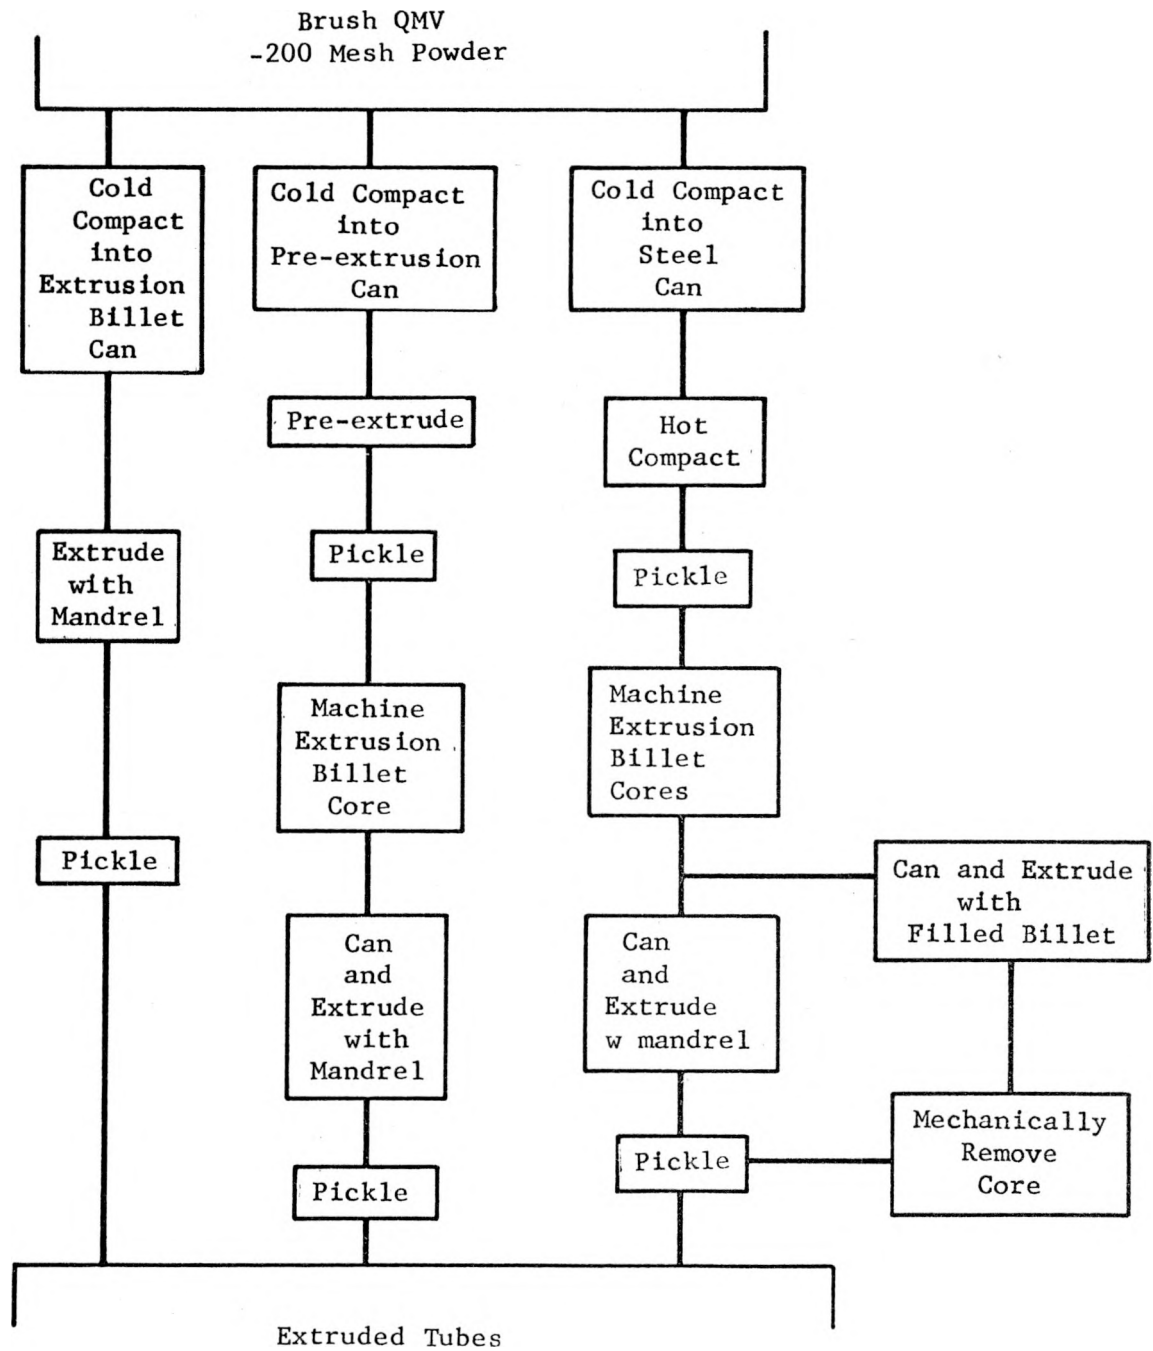 Brush QMV
-200 Mesh Powder
Cold
Compact
into
Extrusion
Billet
Can
Extrude
with
Mandrel
Pickle
Cold Compact
into
Pre-extrusion
Can
Pre-extrude
Pickle
Machine
Extrusion
Billet
Core
Can
and
Extrude
with
Mandrel
Pickle
Cold Compact
into
Steel
Can
Hot
Compact
Pickle
Machine
Extrusion
Billet
Cores
Can
and
Extrude
w mandrel
Pickle
Can and Extrude
with
Filled Billet
Mechanically
Remove
Core
Extruded Tubes